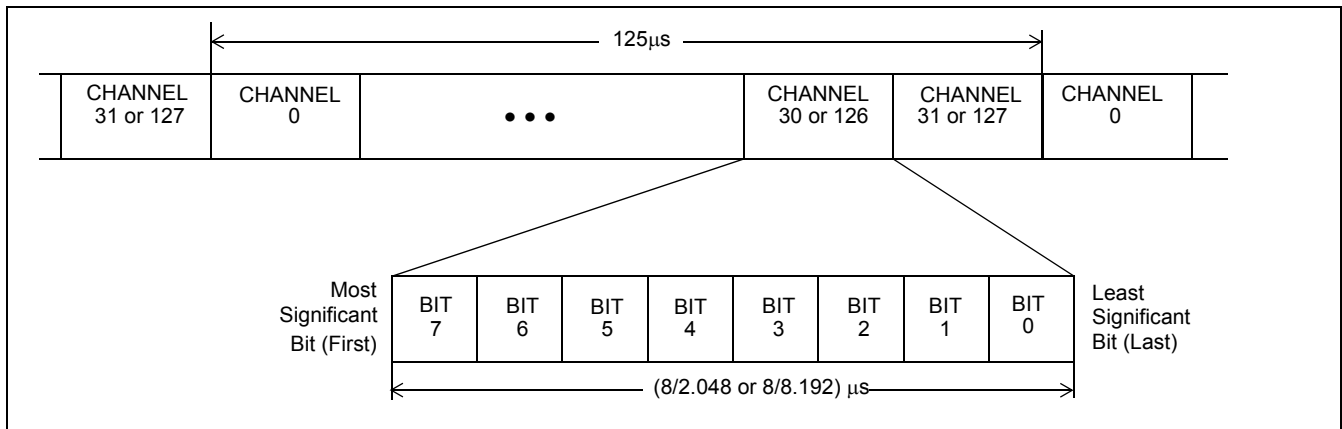 125μs
CHANNEL
31 or 127
CHANNEL
0
• • •
CHANNEL
30 or 126
CHANNEL
31 or 127
CHANNEL
0
Most
Significant
Bit (First)
BIT
7
BIT
6
BIT
5
BIT
4
BIT
3
BIT
2
BIT
1
BIT
0
Least
Significant
Bit (Last)
(8/2.048 or 8/8.192) μs